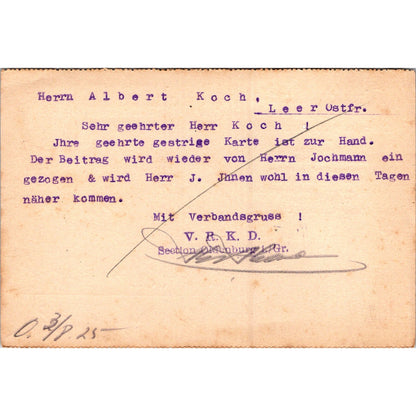 Herrn Albert Koch,
Leer Ostfr.
Sehr geehrter Herr Koch !
Jhre geehrte gestrige Karte ist zur Hand.
Der Beitrag wird wieder von Herrn Jochmann ein
gezogen & wird Herr J. Jhnen wohl in diesen Tagen
näher kommen.
Mit Verbandsgruss !
V. R. K. D.
Section Oldenburg i/Gr.
O. 3/8. 25